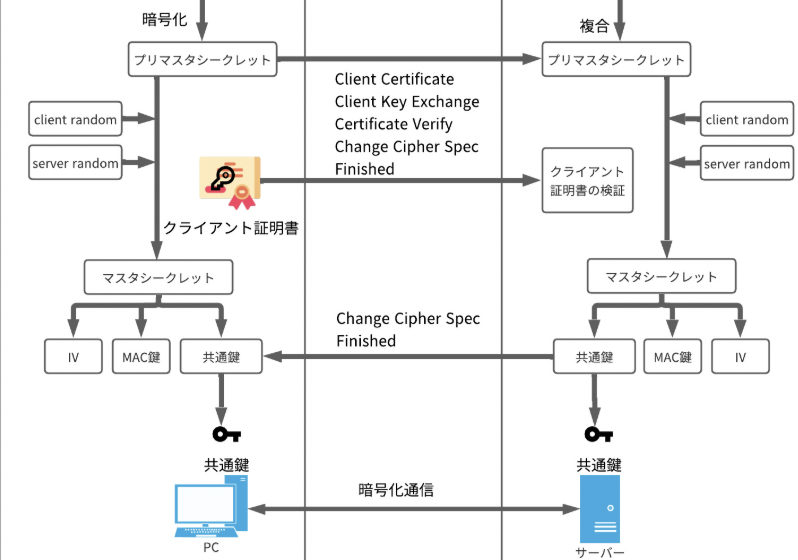 暗号化
複合
プリマスタシークレット
プリマスタシークレット
Client Certificate
Client Key Exchange
Certificate Verify
Change Cipher Spec
Finished
client random
client random
server random
server random
クライアント
証明書の検証
クライアント証明書
マスタシークレット
マスタシークレット
Change Cipher Spec
Finished
IV
MAC鍵
共通鍵
共通鍵
MAC鍵
IV
共通鍵
共通鍵
暗号化通信
PC
サーバー